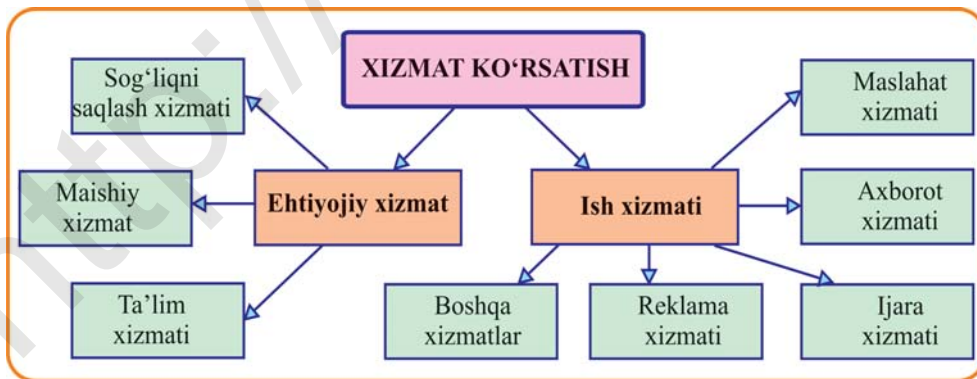 XIZMAT KO‘RSATISH
Sog‘liqni
saqlash xizmati
Maslahat
xizmati
Maishiy
xizmat
Ehtiyojiy xizmat
Ish xizmati
Axborot
xizmati
Ta’lim
xizmati
Boshqa
xizmatlar
Reklama
xizmati
Ijara
xizmati
http:/